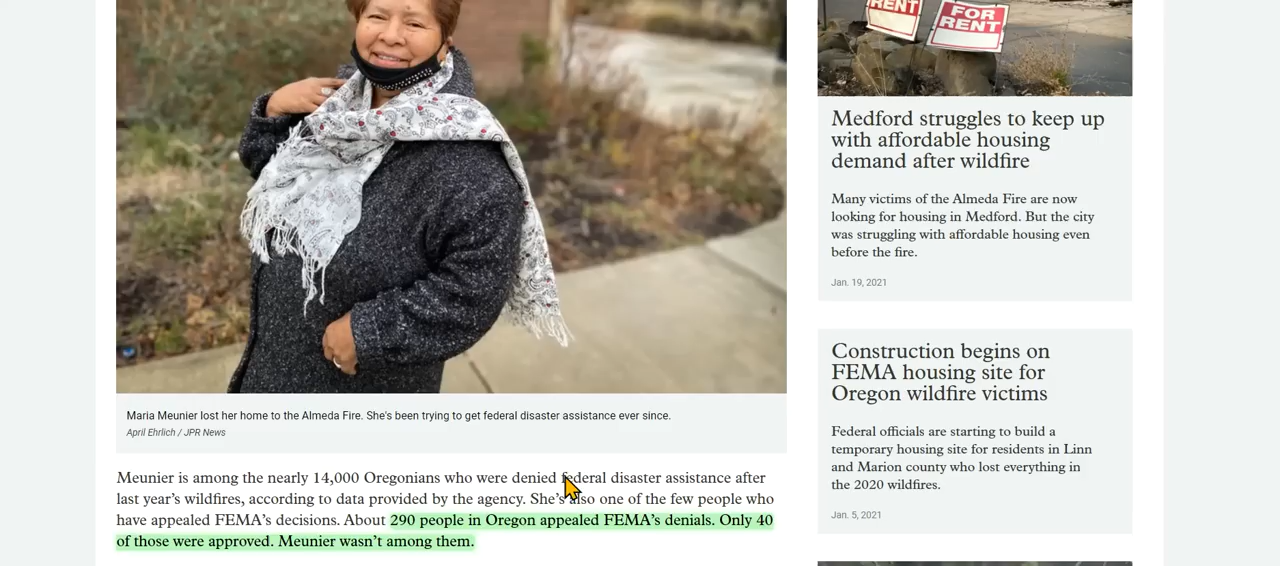 RENT
FOR
RENT
Medford struggles to keep up
with affordable housing
demand after wildfire
Many victims of the Almeda Fire are now
looking for housing in Medford. But the city
was struggling with affordable housing even
before the fire.
Jan. 19, 2021
Construction begins on
FEMA housing site for
Oregon wildfire victims
Federal officials are starting to build a
temporary housing site for residents in Linn
and Marion county who lost everything in
the 2020 wildfires.
Jan. 5, 2021
Maria Meunier lost her home to the Almeda Fire. She's been trying to get federal disaster assistance ever since.
April Ehrlich / JPR News
Meunier is among the nearly 14,000 Oregonians who were denied federal disaster assistance after
last year’s wildfires, according to data provided by the agency. She’s also one of the few people who
have appealed FEMA’s decisions. About 290 people in Oregon appealed FEMA’s denials. Only 40
of those were approved. Meunier wasn’t among them.